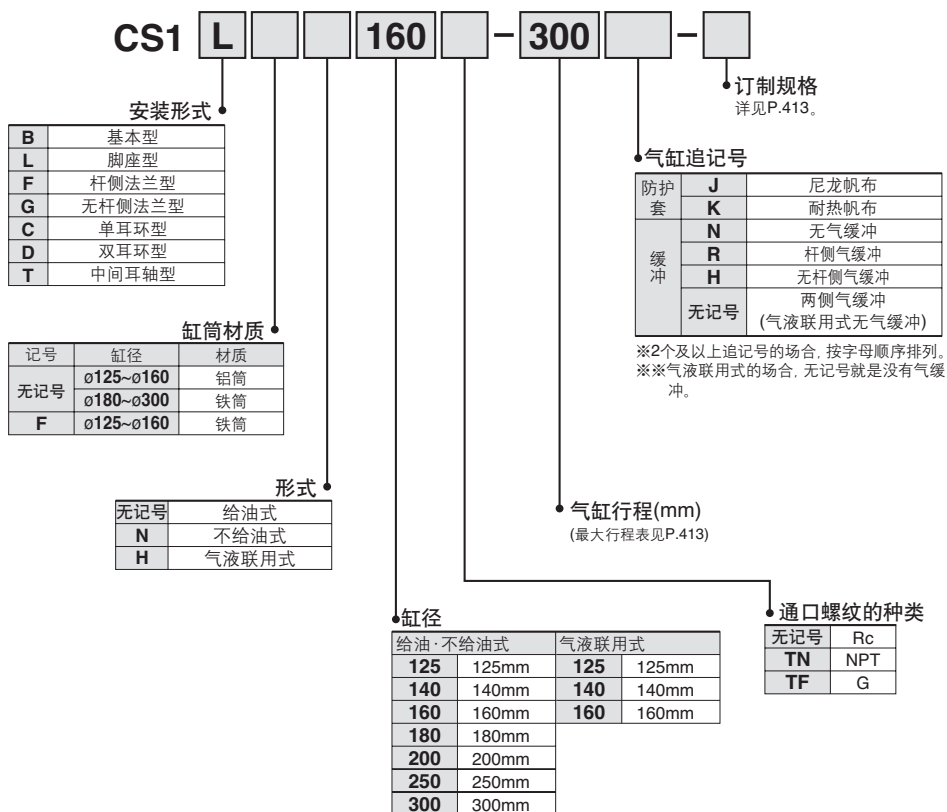 CS1 L 160 - 300 -
订制规格
详见P.413。
安装形式
B 基本型
L 脚座型
F 杆侧法兰型
G 无杆侧法兰型
C 单耳环型
D 双耳环型
T 中间耳轴型
气缸追记号
防护套 J 尼龙帆布
K 耐热帆布
缓冲 N 无气缓冲
R 杆侧气缓冲
H 无杆侧气缓冲
无记号 两侧气缓冲
(气液联用式无气缓冲)
※2个及以上追记号的场合, 按字母顺序排列。
※※气液联用式的场合, 无记号就是没有气缓
冲。
缸筒材质
记号 缸径 材质
无记号 ø125~ø160 铝筒
ø180~ø300 铁筒
F ø125~ø160 铁筒
形式
无记号 给油式
N 不给油式
H 气液联用式
气缸行程(mm)
(最大行程表见P.413)
缸径
给油·不给油式 气液联用式
125 125mm 125 125mm
140 140mm 140 140mm
160 160mm 160 160mm
180 180mm
200 200mm
250 250mm
300 300mm
通口螺纹的种类
无记号 Rc
TN NPT
TF G